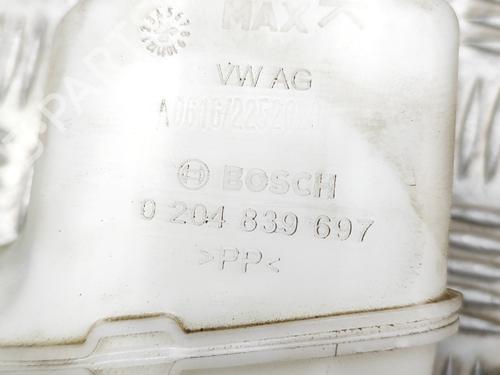 MAX
VW AG
BOSCH
0 204 839 697
>PP<